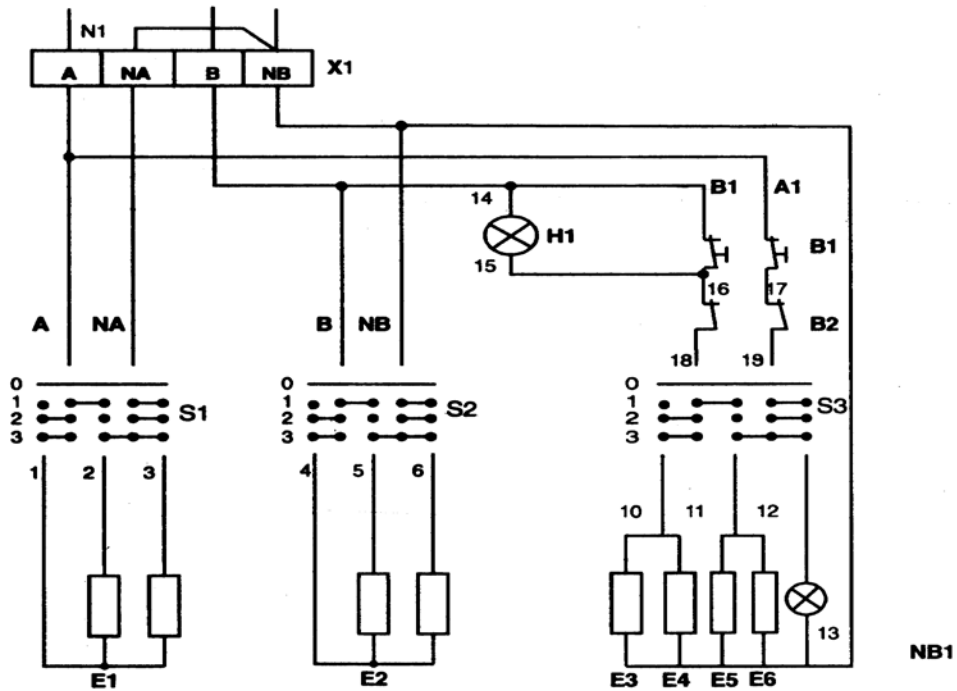 N1
A NA B NB X1
14 B1 A1
H1 B1
15
16 17
A NA B NB B2
18 19
0 0 0
1 1 1
S1 S2 S3
2 2 2
3 3 3
1 2 3 4 5 6
10 11 12
13
NB1
E1 E2 E3 E4 E5 E6